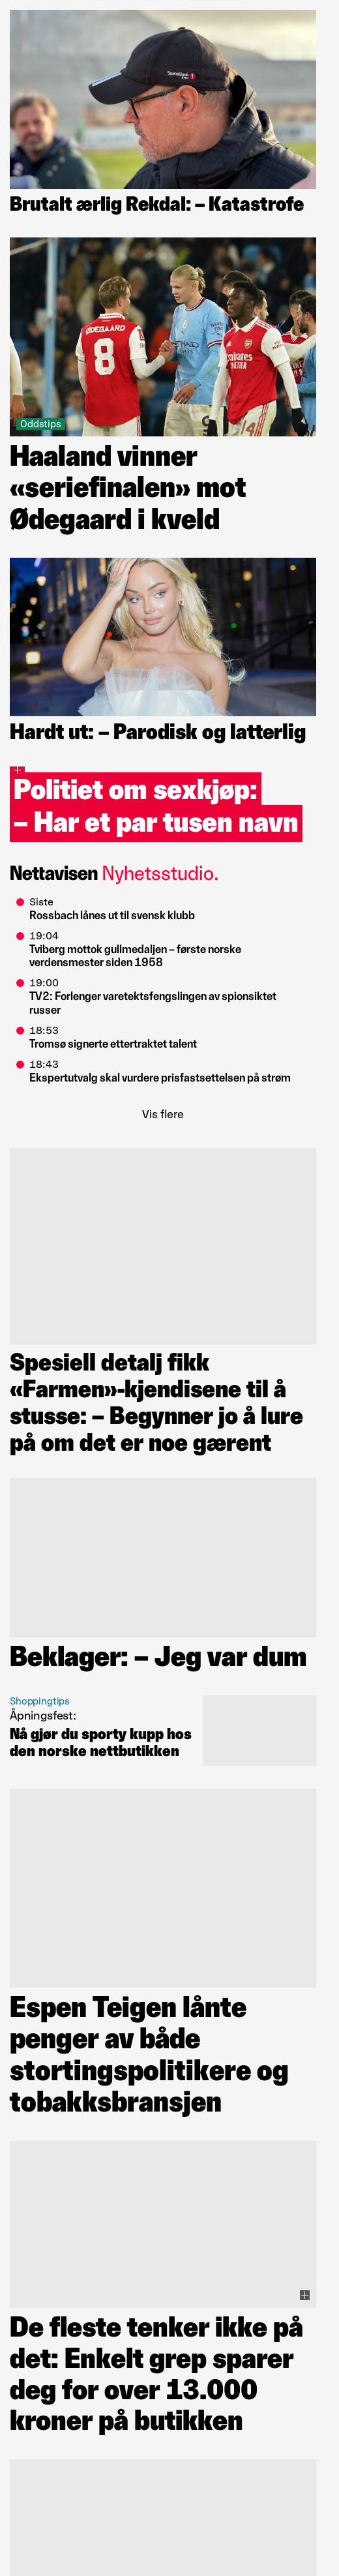 Brutalt ærlig Rekdal: – Katastrofe
ØDEGAARD
8
Oddstips
Haaland vinner
«seriefinalen» mot
Ødegaard i kveld
Hardt ut: – Parodisk og latterlig
Politiet om sexkjøp:
– Har et par tusen navn
Nettavisen Nyhetsstudio.
Siste
Rossbach lånes ut til svensk klubb
19:04
Tviberg mottok gullmedaljen – første norske
verdensmester siden 1958
19:00
TV2: Forlenger varetektsfengslingen av spionsiktet
russer
18:53
Tromsø signerte ettertraktet talent
18:43
Ekspertutvalg skal vurdere prisfastsettelsen på strøm
Vis flere
Spesiell detalj fikk
«Farmen»-kjendisene til å
stusse: – Begynner jo å lure
på om det er noe gærent
Beklager: – Jeg var dum
Shoppingtips
Åpningsfest:
Nå gjør du sporty kupp hos
den norske nettbutikken
Espen Teigen lånte
penger av både
stortingspolitikere og
tobakksbransjen
De fleste tenker ikke på
det: Enkelt grep sparer
deg for over 13.000
kroner på butikken